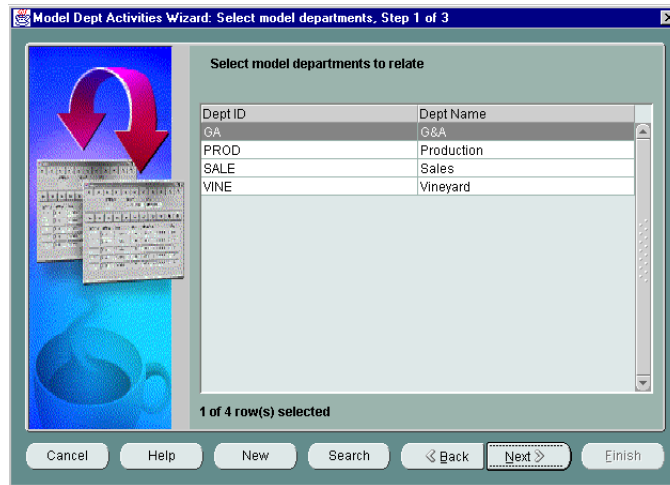 Model Dept Activities Wizard: Select model departments, Step 1 of 3
Select model departments to relate
Dept ID Dept Name
GA G&A
PROD Production
SALE Sales
VINE Vineyard
1 of 4 row(s) selected
Cancel Help New Search Back Next Finish